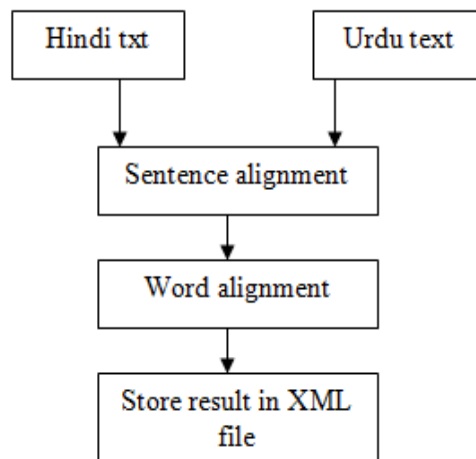 Hindi txt
Urdu text
Sentence alignment
Word alignment
Store result in XML
file